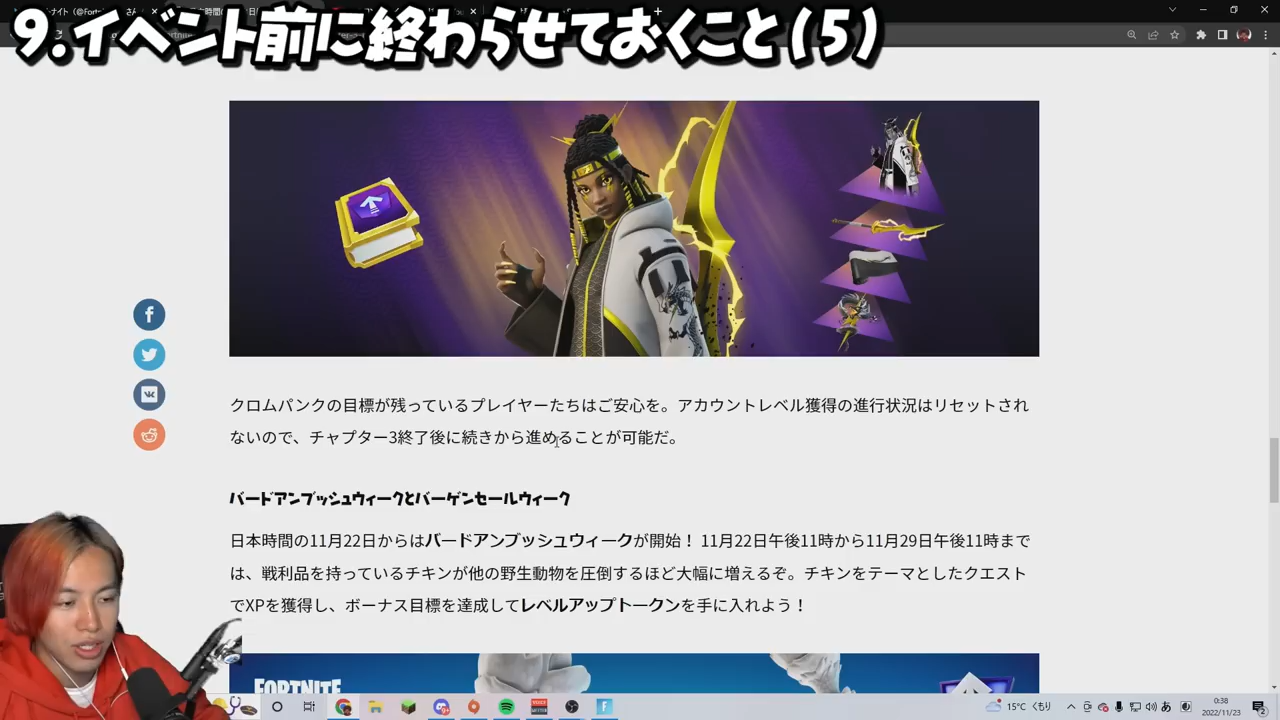 9.イベント前に終わらせておくこと(5)
クロムパンクの目標が残っているプレイヤーたちはご安心を。アカウントレベル獲得の進行状況はリセットされ
ないので、チャプター3終了後に続きから進めることが可能だ。
バードアンブッシュウィークとバーゲンセールウィーク
日本時間の11月22日からはバードアンブッシュウィークが開始！ 11月22日午後11時から11月29日午後11時まで
は、戦利品を持っているチキンが他の野生動物を圧倒するほど大幅に増えるぞ。チキンをテーマとしたクエスト
でXPを獲得し、ボーナス目標を達成してレベルアップトークンを手に入れよう！
FORTNITE
15℃ くもり
0:38
2022/11/23